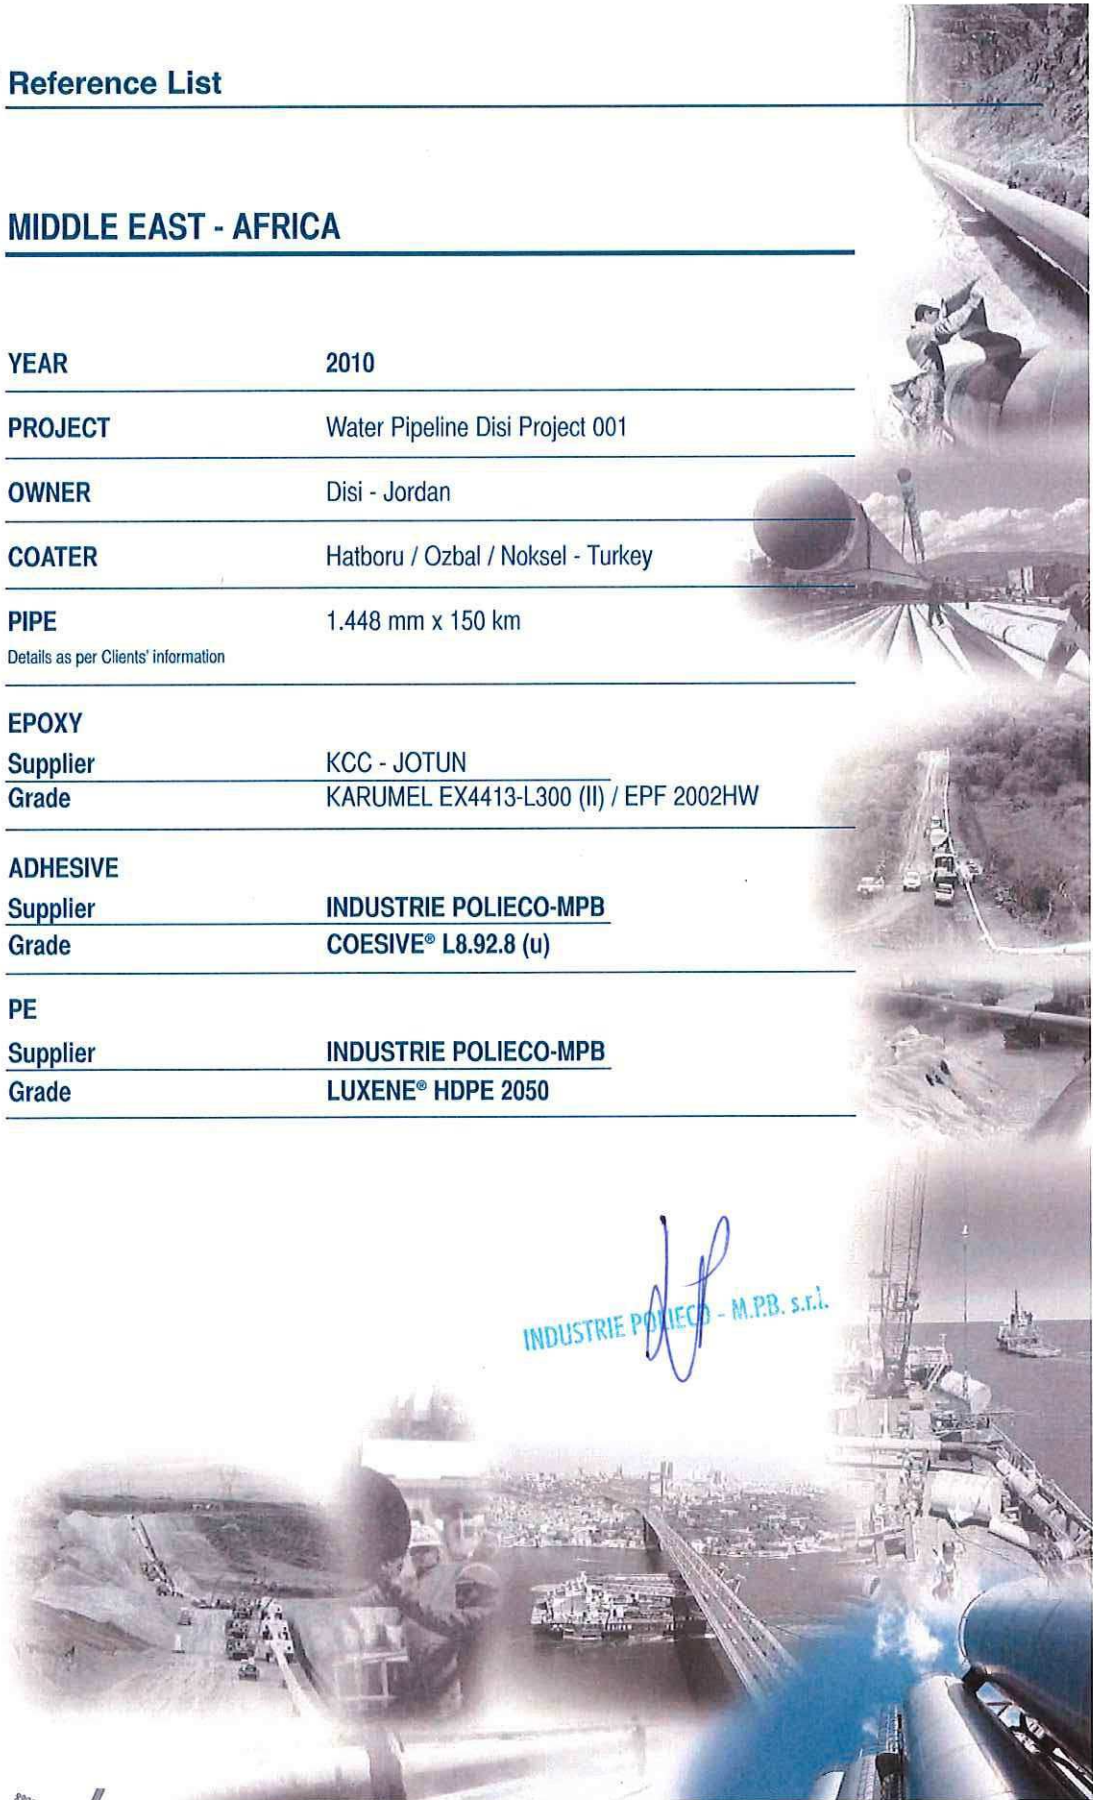 Reference List
MIDDLE EAST - AFRICA
YEAR 2010
PROJECT Water Pipeline Disi Project 001
OWNER Disi - Jordan
COATER Hatboru / Ozbal / Noksel - Turkey
PIPE 1.448 mm x 150 km
Details as per Clients' information
EPOXY
Supplier KCC - JOTUN
Grade KARUMEL EX4413-L300 (II) / EPF 2002HW
ADHESIVE
Supplier INDUSTRIE POLIECO-MPB
Grade COESIVE® L8.92.8 (u)
PE
Supplier INDUSTRIE POLIECO-MPB
Grade LUXENE® HDPE 2050
INDUSTRIE POLIECO - M.P.B. s.r.l.